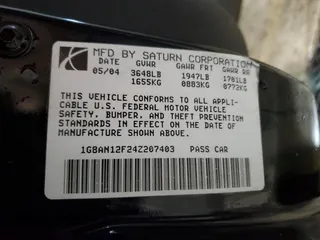 MFD BY SATURN CORPORATION
DATE GVWR GAWR FRT GAWR RR
05/04 3648LB 1947LB 1701LB
1655KG 0883KG 0772KG
THIS VEHICLE CONFORMS TO ALL APPLI-
CABLE U.S. FEDERAL MOTOR VEHICLE
SAFETY, BUMPER, AND THEFT PREVENTION
STANDARDS IN EFFECT ON THE DATE OF
MANUFACTURE SHOWN ABOVE.
1G8AN12F24Z207403 PASS CAR